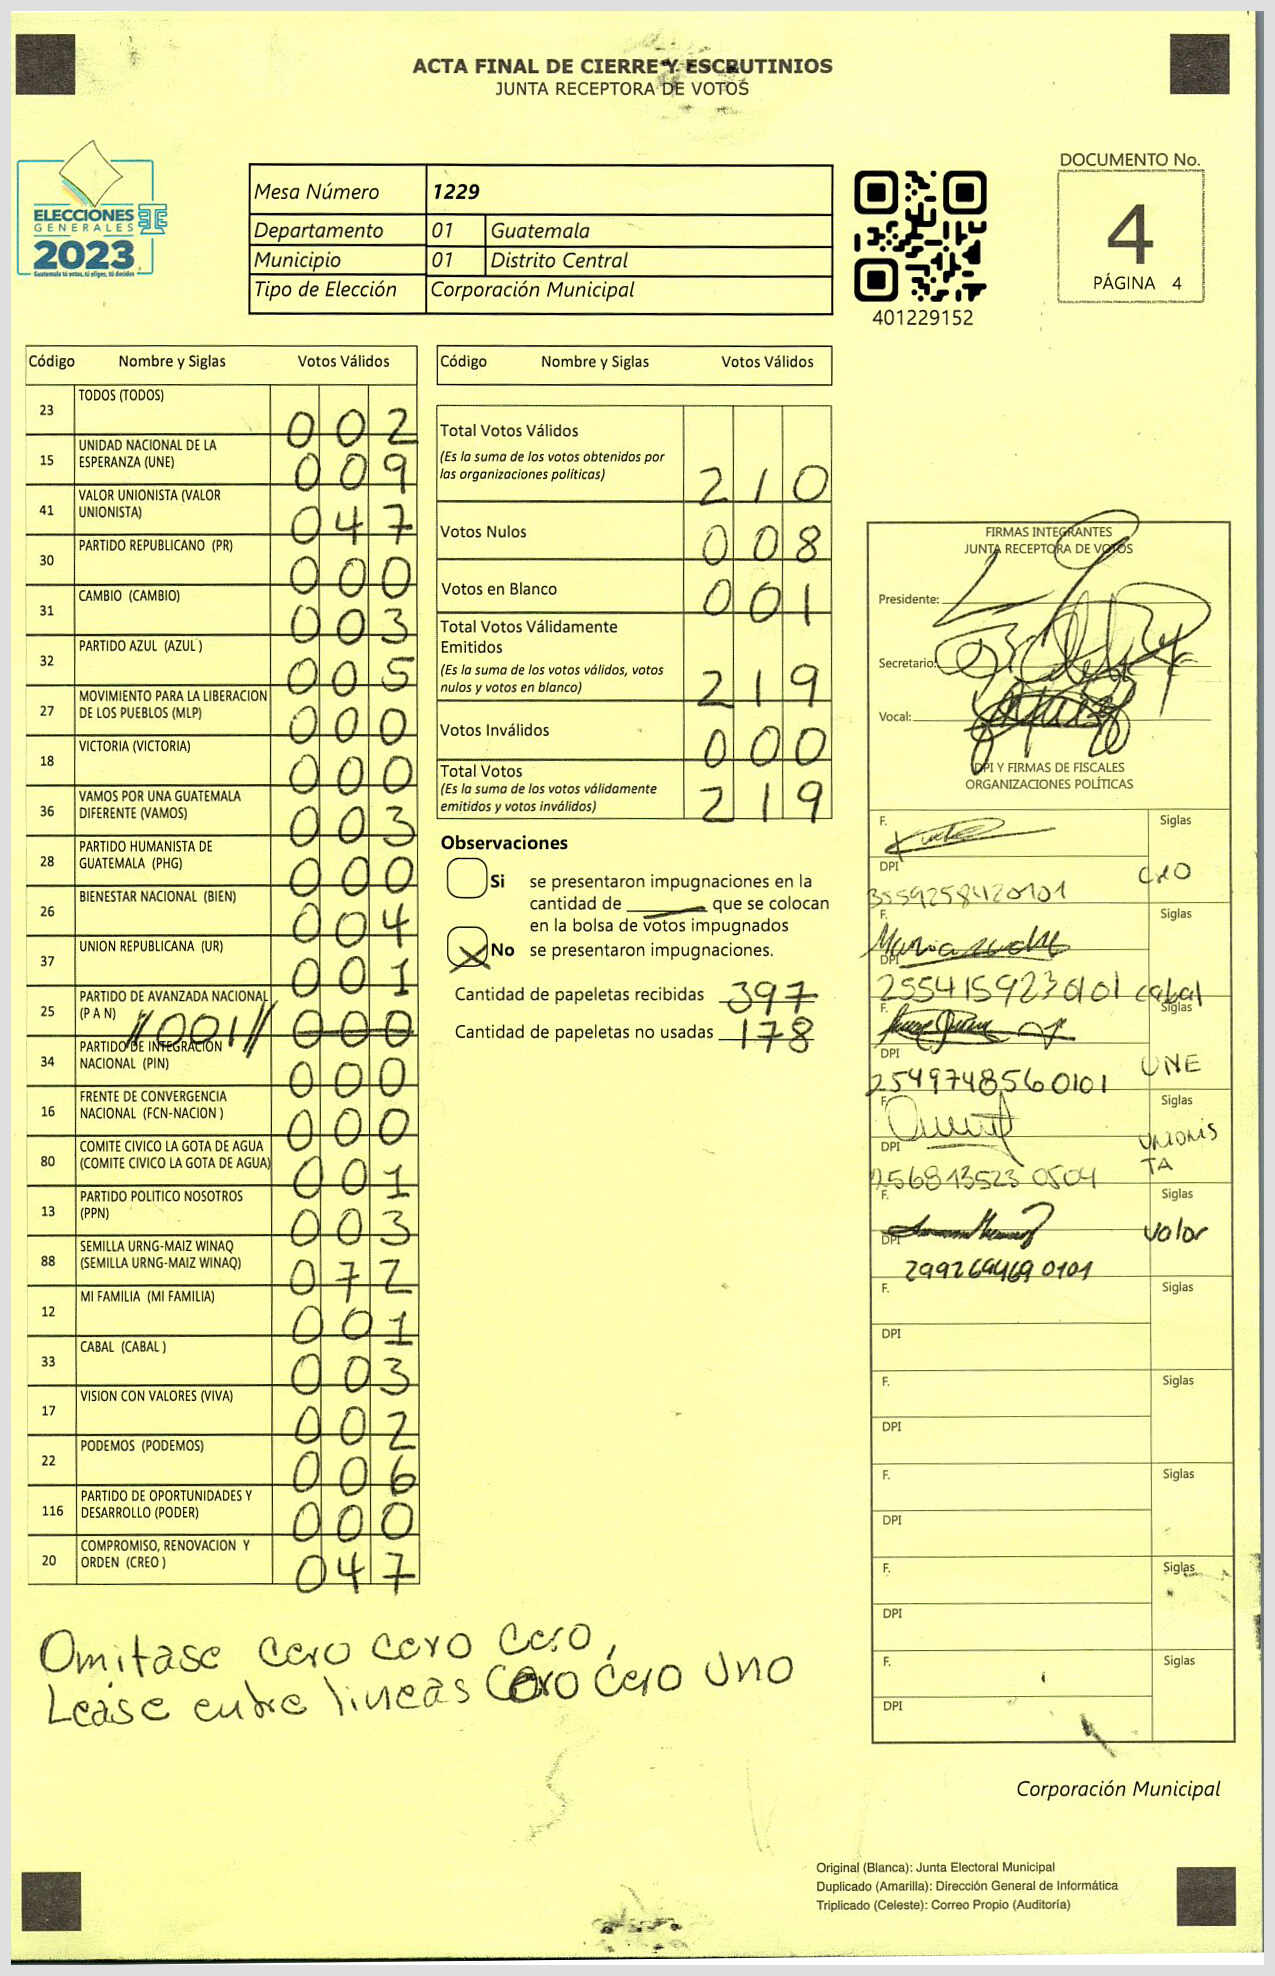 ACTA FINAL DE CIERRE Y ESCRUTINIOS
JUNTA RECEPTORA DE VOTOS
ELECCIONES
GENERALES
2023
Guatemala tú votas, tú eliges, tú decides
Mesa Número 1229
Departamento 01 Guatemala
Municipio 01 Distrito Central
Tipo de Elección Corporación Municipal
401229152
DOCUMENTO No.
4
PÁGINA 4
Código Nombre y Siglas Votos Válidos
23 TODOS (TODOS) 002
15 UNIDAD NACIONAL DE LA
ESPERANZA (UNE) 009
41 VALOR UNIONISTA (VALOR
UNIONISTA) 047
30 PARTIDO REPUBLICANO (PR) 000
31 CAMBIO (CAMBIO) 003
32 PARTIDO AZUL (AZUL ) 005
27 MOVIMIENTO PARA LA LIBERACION
DE LOS PUEBLOS (MLP) 000
18 VICTORIA (VICTORIA) 000
36 VAMOS POR UNA GUATEMALA
DIFERENTE (VAMOS) 003
28 PARTIDO HUMANISTA DE
GUATEMALA (PHG) 000
26 BIENESTAR NACIONAL (BIEN) 004
37 UNION REPUBLICANA (UR) 001
25 PARTIDO DE AVANZADA NACIONAL
(P A N) //001// 000
34 PARTIDO DE INTEGRACION
NACIONAL (PIN) 000
16 FRENTE DE CONVERGENCIA
NACIONAL (FCN-NACION ) 000
80 COMITE CIVICO LA GOTA DE AGUA
(COMITE CIVICO LA GOTA DE AGUA) 001
13 PARTIDO POLITICO NOSOTROS
(PPN) 003
88 SEMILLA URNG-MAIZ WINAQ
(SEMILLA URNG-MAIZ WINAQ) 072
12 MI FAMILIA (MI FAMILIA) 001
33 CABAL (CABAL ) 003
17 VISION CON VALORES (VIVA) 002
22 PODEMOS (PODEMOS) 006
116 PARTIDO DE OPORTUNIDADES Y
DESARROLLO (PODER) 000
20 COMPROMISO, RENOVACION Y
ORDEN (CREO ) 047
Omitase cero cero cero,
Lease entre lineas Cero cero uno
Código Nombre y Siglas Votos Válidos
Total Votos Válidos
(Es la suma de los votos obtenidos por
las organizaciones políticas) 210
Votos Nulos 008
Votos en Blanco 001
Total Votos Válidamente
Emitidos
(Es la suma de los votos válidos, votos
nulos y votos en blanco) 219
Votos Inválidos 000
Total Votos
(Es la suma de los votos válidamente
emitidos y votos inválidos) 219
Observaciones
Si se presentaron impugnaciones en la
cantidad de que se colocan
en la bolsa de votos impugnados
No se presentaron impugnaciones.
Cantidad de papeletas recibidas 397
Cantidad de papeletas no usadas 178
FIRMAS INTEGRANTES
JUNTA RECEPTORA DE VOTOS
Presidente:
Secretario:
Vocal:
DPI Y FIRMAS DE FISCALES
ORGANIZACIONES POLÍTICAS
F. Siglas
DPI
3559258420101
F. Siglas
DPI
2554159230101 cabal
F. Siglas
DPI
2549748560101 UNE
F. Siglas
DPI UNIONIS
2568135230504 TA
F. Siglas
DPI Valor
2992694690101
F. Siglas
DPI
F. Siglas
DPI
F. Siglas
DPI
F. Siglas
DPI
F. Siglas
DPI
Corporación Municipal
Original (Blanca): Junta Electoral Municipal
Duplicado (Amarilla): Dirección General de Informática
Triplicado (Celeste): Correo Propio (Auditoría)